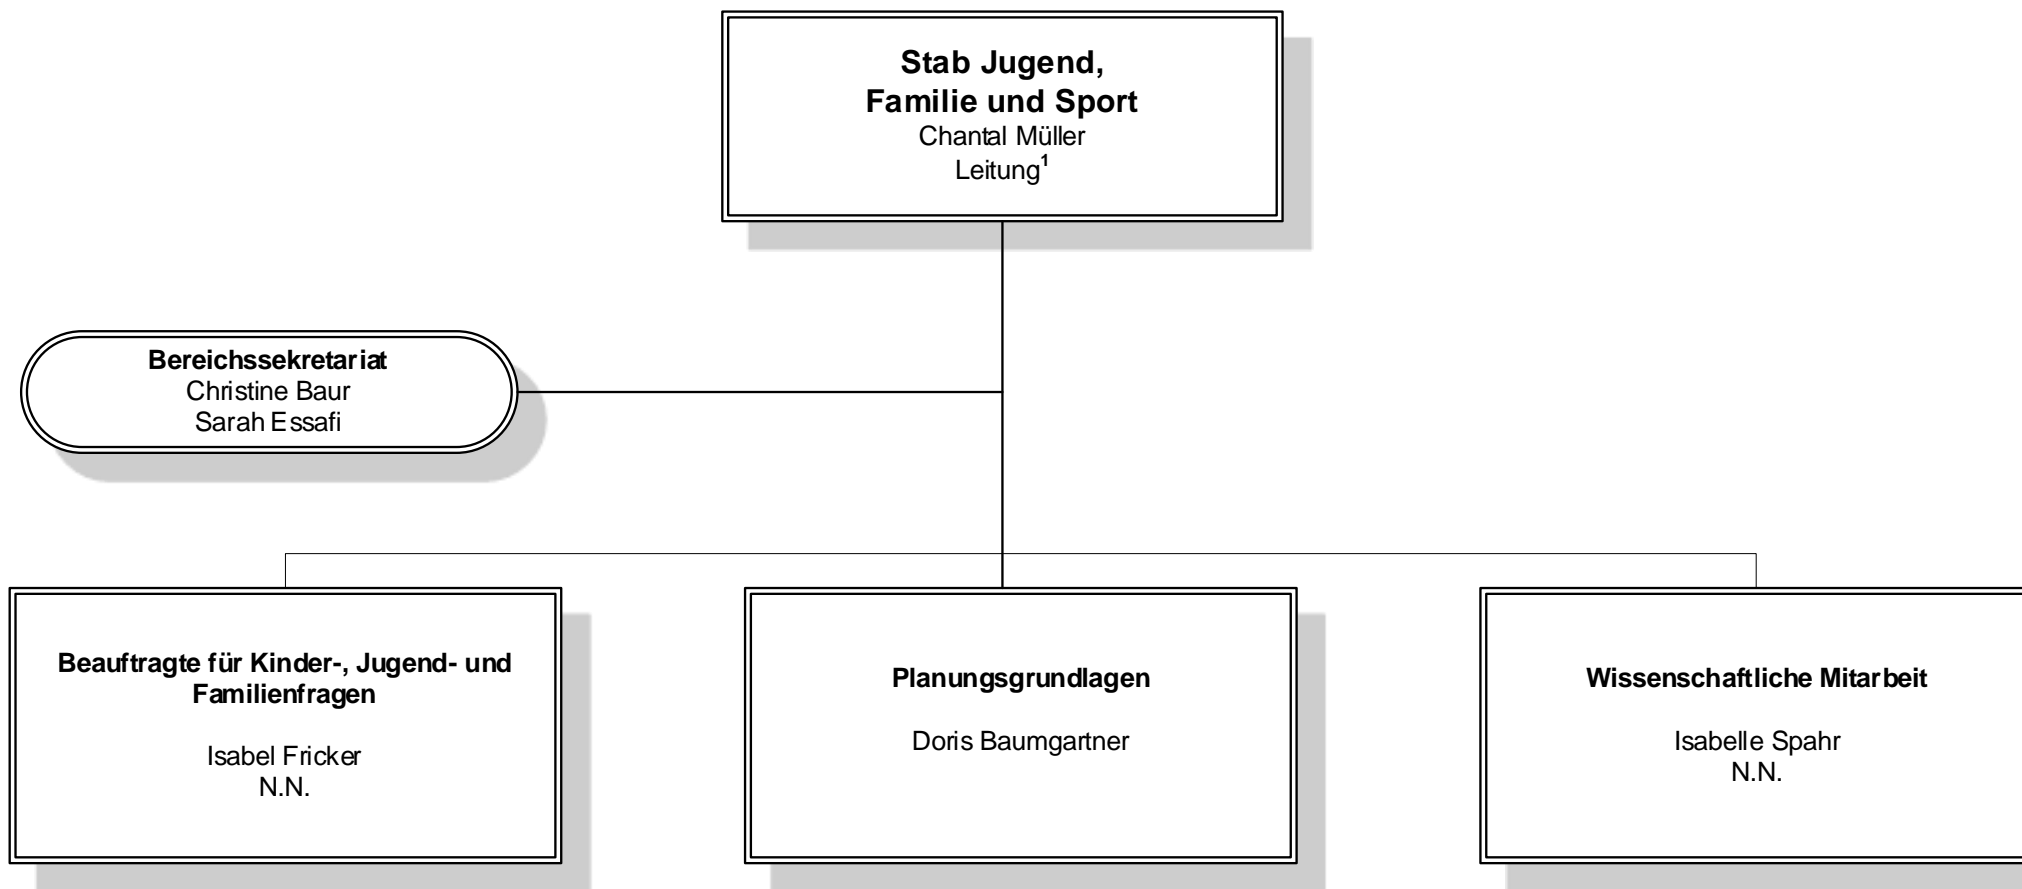 Stab Jugend,
Familie und Sport
Chantal Müller
Leitung¹
Bereichssekretariat
Christine Baur
Sarah Essafi
Beauftragte für Kinder-, Jugend- und
Familienfragen
Isabel Fricker
N.N.
Planungsgrundlagen
Doris Baumgartner
Wissenschaftliche Mitarbeit
Isabelle Spahr
N.N.